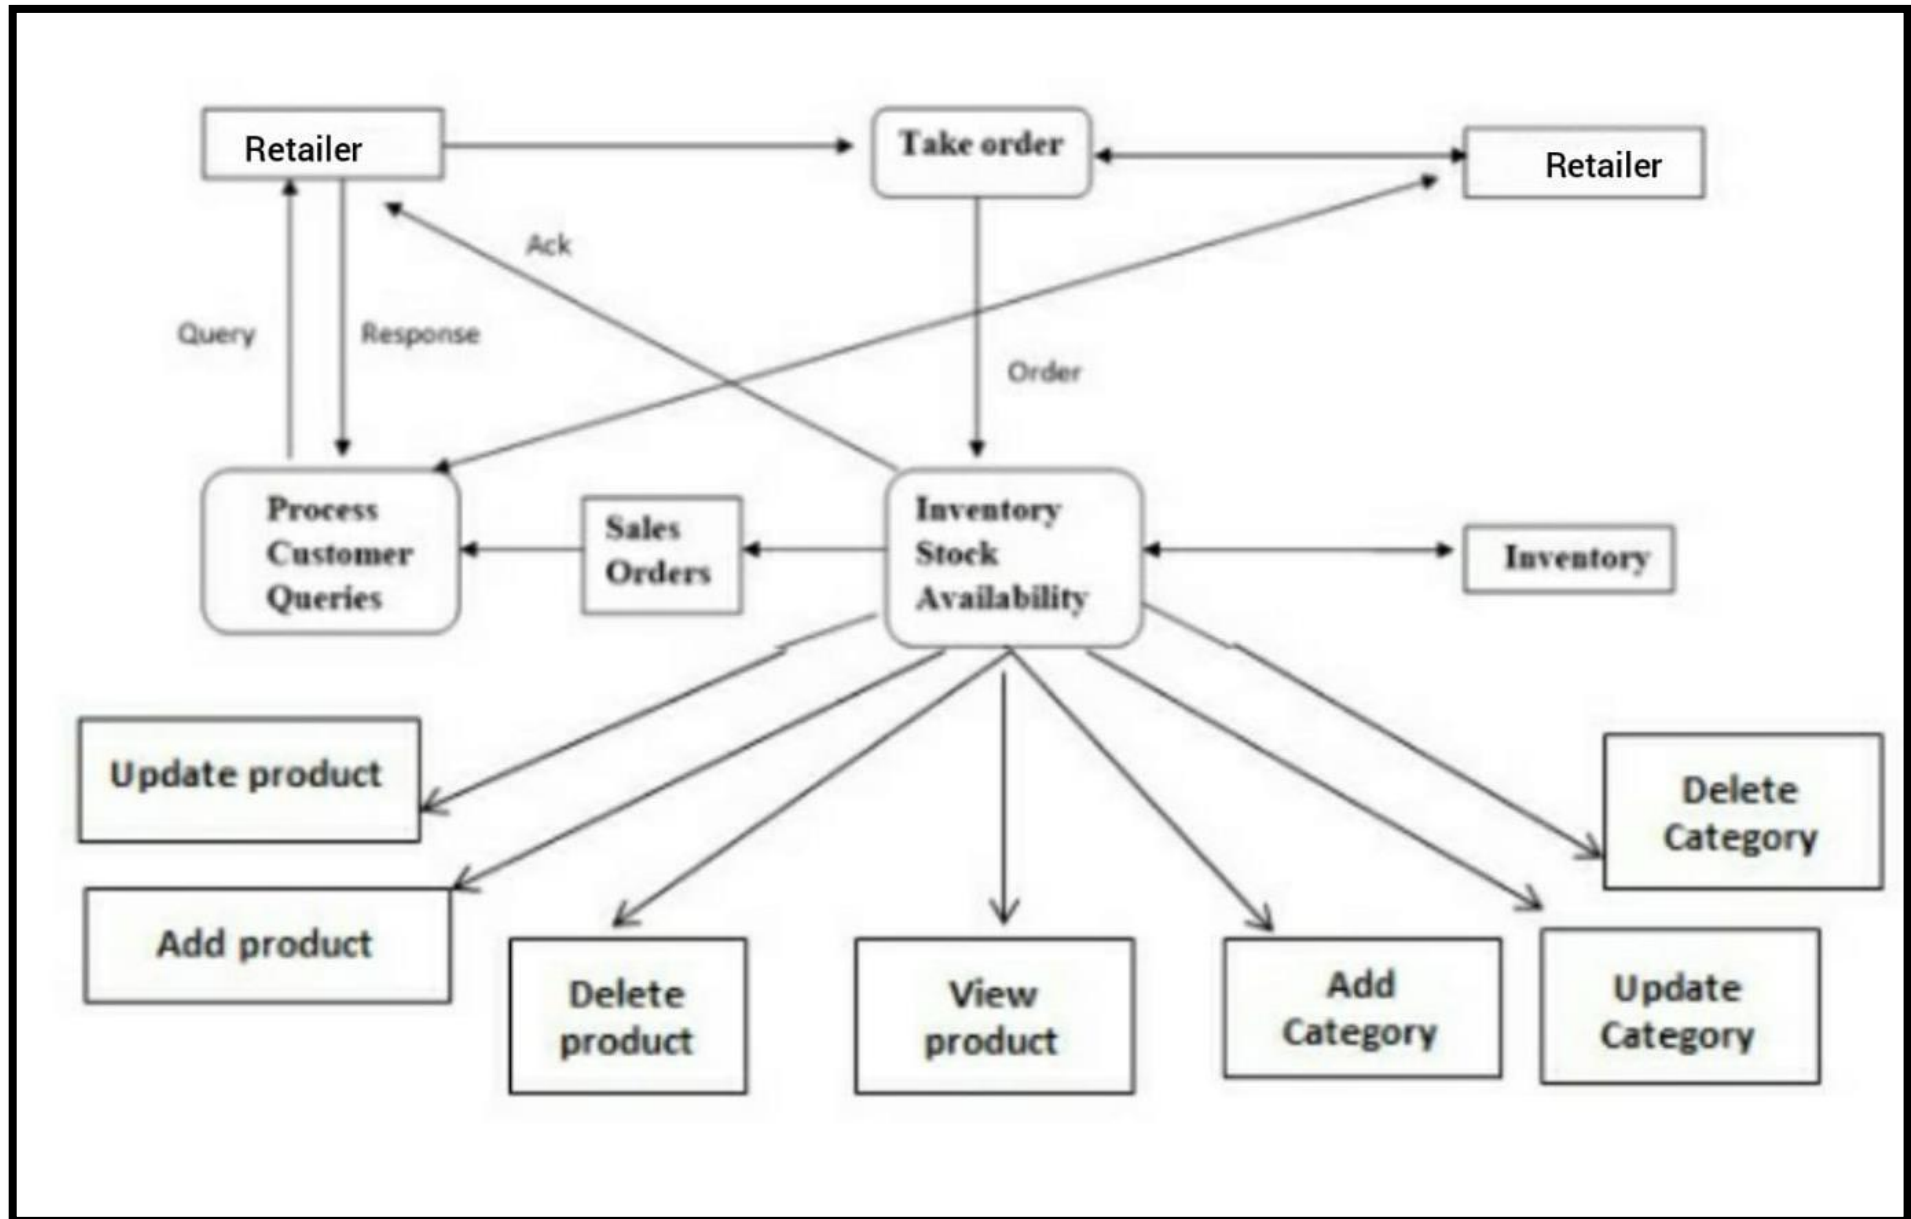 Retailer
Take order
Retailer
Ack
Query
Response
Order
Process
Customer
Queries
Sales
Orders
Inventory
Stock
Availability
Inventory
Update product
Delete
Category
Add product
Delete
product
View
product
Add
Category
Update
Category